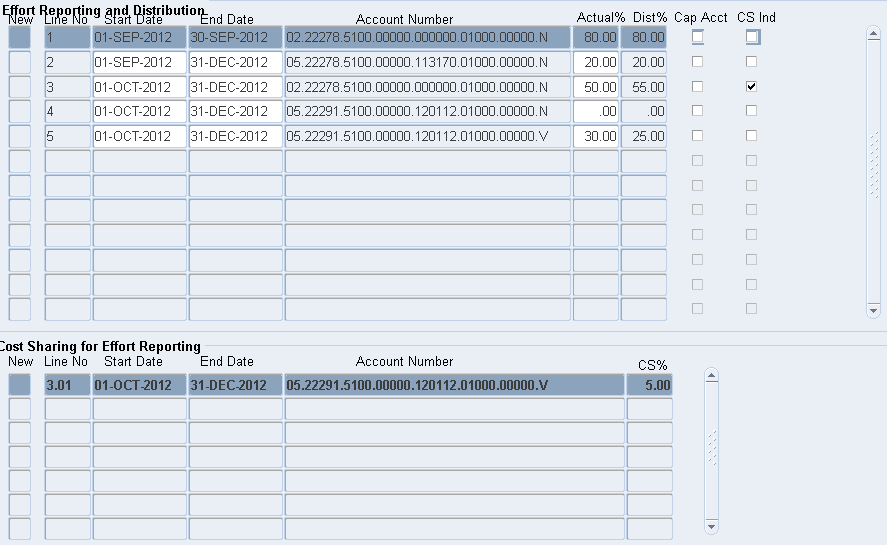 Effort Reporting and Distribution
New Line No Start Date End Date Account Number Actual% Dist% Cap Acct CS Ind
1 01-SEP-2012 30-SEP-2012 02.22278.5100.00000.000000.01000.00000.N 80.00 80.00
2 01-SEP-2012 31-DEC-2012 05.22278.5100.00000.113170.01000.00000.N 20.00 20.00
3 01-OCT-2012 31-DEC-2012 02.22278.5100.00000.000000.01000.00000.N 50.00 55.00
4 01-OCT-2012 31-DEC-2012 05.22291.5100.00000.120112.01000.00000.N .00 .00
5 01-OCT-2012 31-DEC-2012 05.22291.5100.00000.120112.01000.00000.V 30.00 25.00
Cost Sharing for Effort Reporting
New Line No Start Date End Date Account Number CS%
3.01 01-OCT-2012 31-DEC-2012 05.22291.5100.00000.120112.01000.00000.V 5.00